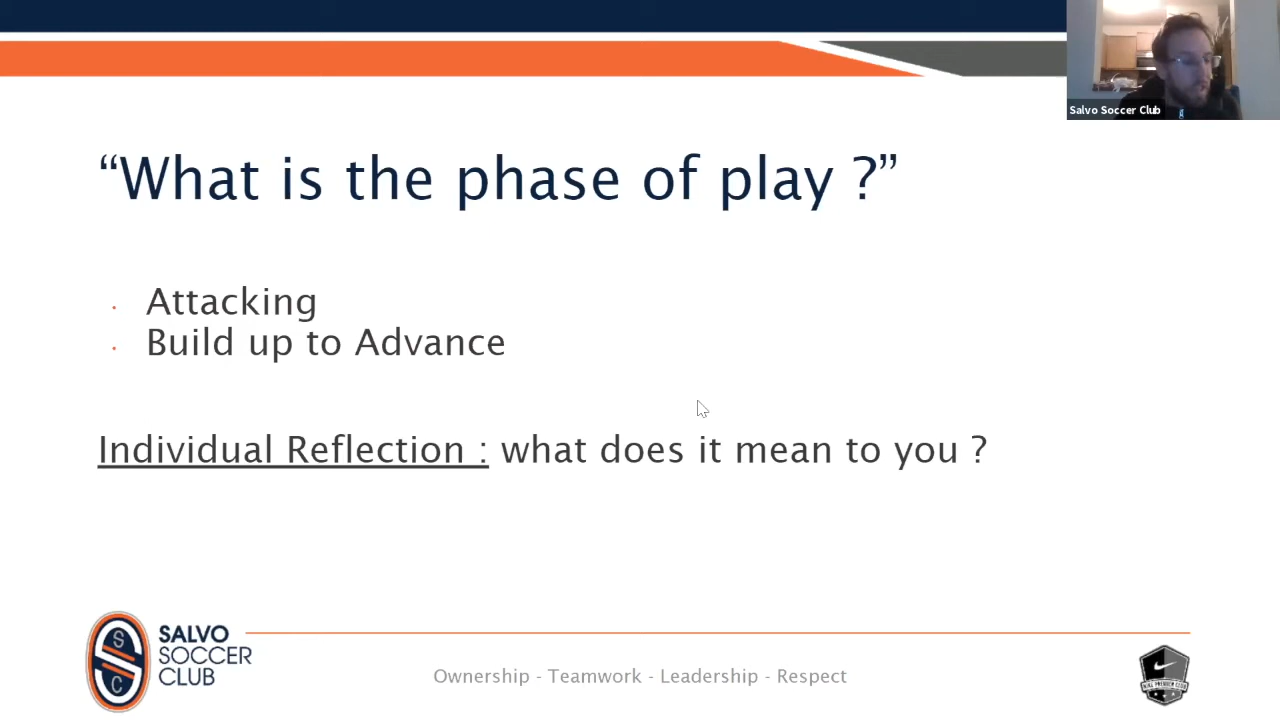 Salvo Soccer Club
“What is the phase of play ?”
· Attacking
· Build up to Advance
Individual Reflection : what does it mean to you ?
S
C
SALVO
SOCCER
CLUB
Ownership - Teamwork - Leadership - Respect